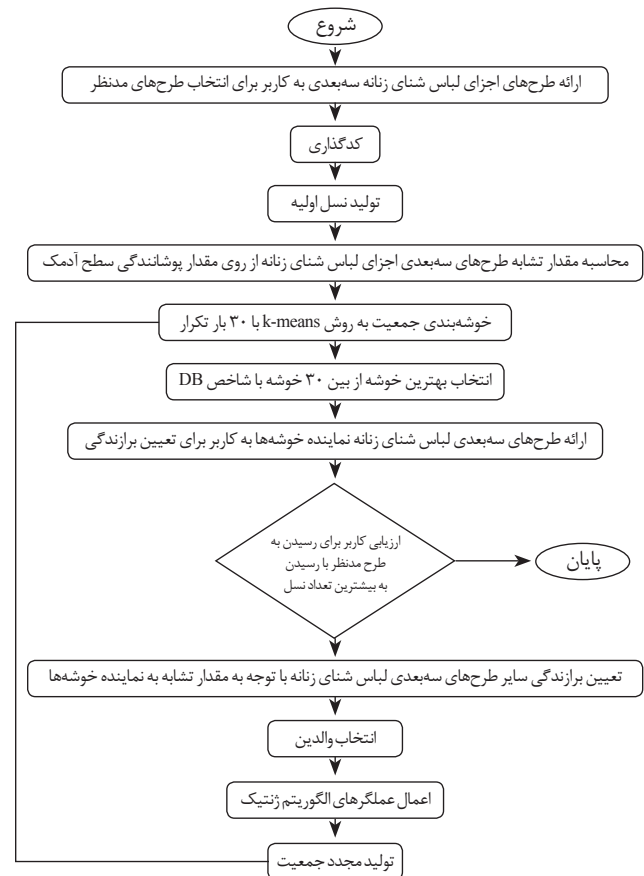 شروع
ارائه طرح‌های اجزای لباس شنای زنانه سه‌بعدی به کاربر برای انتخاب طرح‌های مدنظر
کدگذاری
تولید نسل اولیه
محاسبه مقدار تشابه طرح‌های سه‌بعدی اجزای لباس شنای زنانه از روی مقدار پوشانندگی سطح آدمک
خوشه‌بندی جمعیت به روش k-means با ۳۰ بار تکرار
انتخاب بهترین خوشه از بین ۳۰ خوشه با شاخص DB
ارائه طرح‌های سه‌بعدی لباس شنای زنانه نماینده خوشه‌ها به کاربر برای تعیین برازندگی
ارزیابی کاربر برای رسیدن به
طرح مدنظر با رسیدن
به بیشترین تعداد نسل
پایان
تعیین برازندگی سایر طرح‌های سه‌بعدی لباس شنای زنانه با توجه به مقدار تشابه به نماینده خوشه‌ها
انتخاب والدین
اعمال عملگرهای الگوریتم ژنتیک
تولید مجدد جمعیت